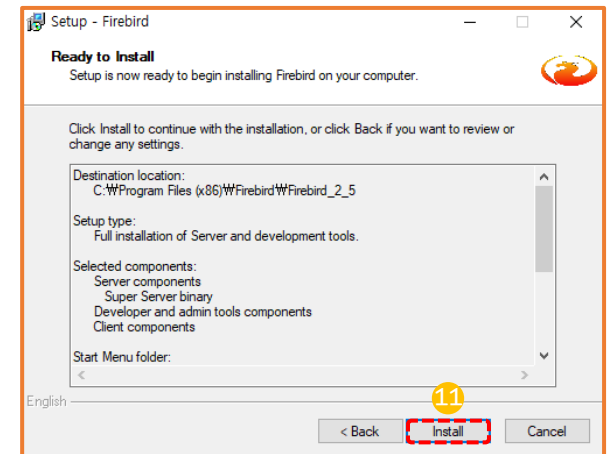 Setup - Firebird
Ready to Install
Setup is now ready to begin installing Firebird on your computer.
Click Install to continue with the installation, or click Back if you want to review or
change any settings.
Destination location:
C:₩Program Files (x86)₩Firebird₩Firebird_2_5
Setup type:
Full installation of Server and development tools.
Selected components:
Server components
Super Server binary
Developer and admin tools components
Client components
Start Menu folder:
English
11
< Back Install Cancel